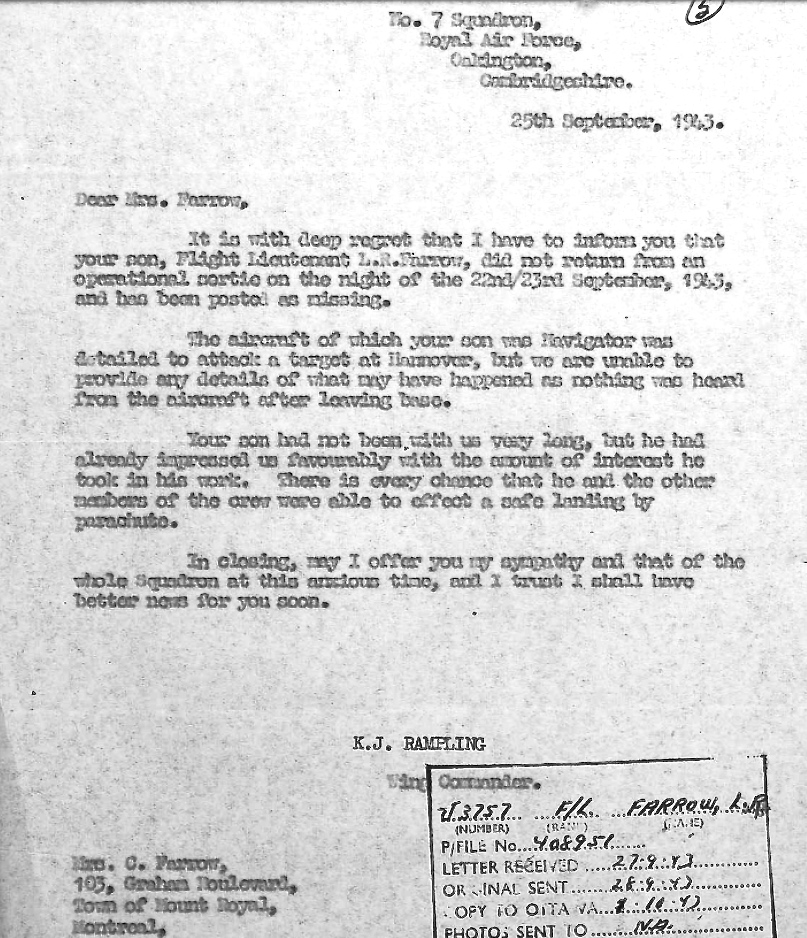 5
No. 7 Squadron,
Royal Air Force,
Oakington,
Cambridgeshire.
25th September, 1943.
Dear Mrs. Farrow,
It is with deep regret that I have to inform you that
your son, Flight Lieutenant L.R.Farrow, did not return from an
operational sortie on the night of the 22nd/23rd September, 1943,
and has been posted as missing.
The aircraft of which your son was Navigator was
detailed to attack a target at Hannover, but we are unable to
provide any details of what may have happened as nothing was heard
from the aircraft after leaving base.
Your son had not been with us very long, but he had
already impressed us favourably with the amount of interest he
took in his work. There is every chance that he and the other
members of the crew were able to effect a safe landing by
parachute.
In closing, may I offer you my sympathy and that of the
whole Squadron at this anxious time, and I trust I shall have
better news for you soon.
K.J. RAMPLING
Wing Commander.
J3757 F/L. FARROW, L.R.
(NUMBER) (RANK) (NAME)
P/FILE No...408951......
LETTER RECEIVED ....27.9.43..........
OR INAL SENT......28.9.43............
OPY TO OTTAVA...1.10.43............
PHOTOS SENT TO .....N.A..............
Mrs. C. Farrow,
103, Graham Boulevard,
Town of Mount Royal,
Montreal,